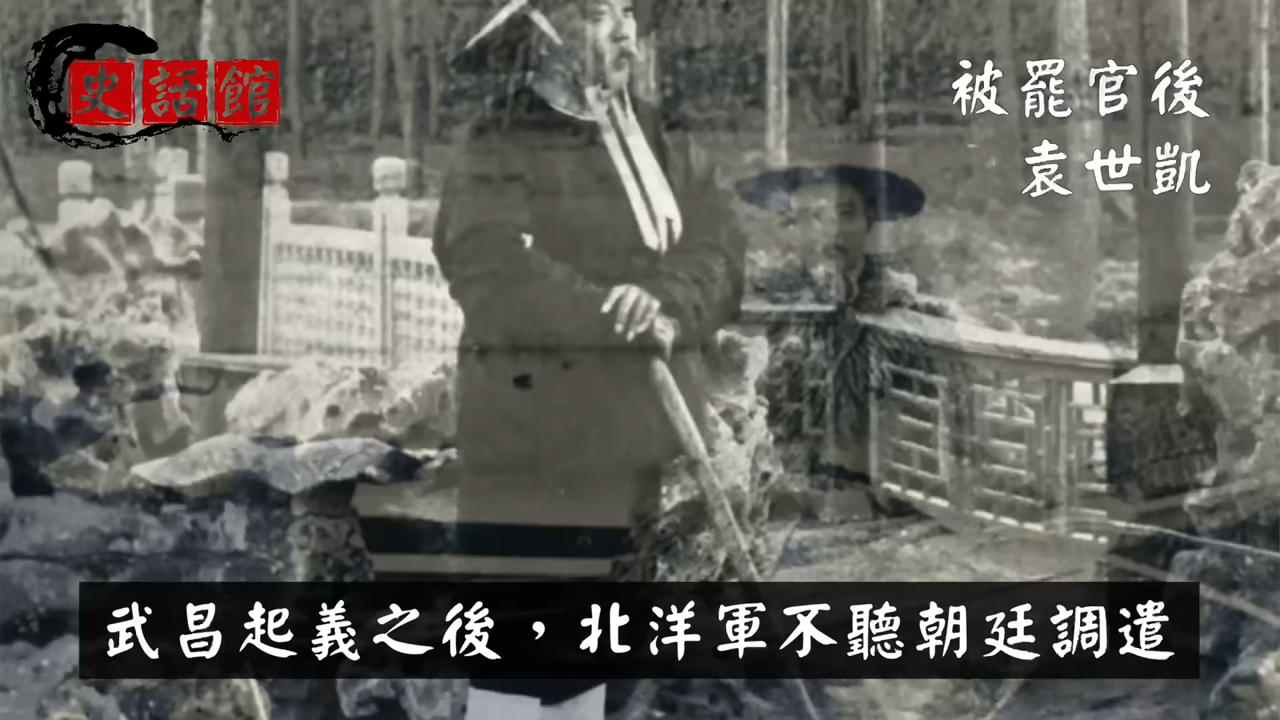 史話館
被罷官後
袁世凱
武昌起義之後，北洋軍不聽朝廷調遣